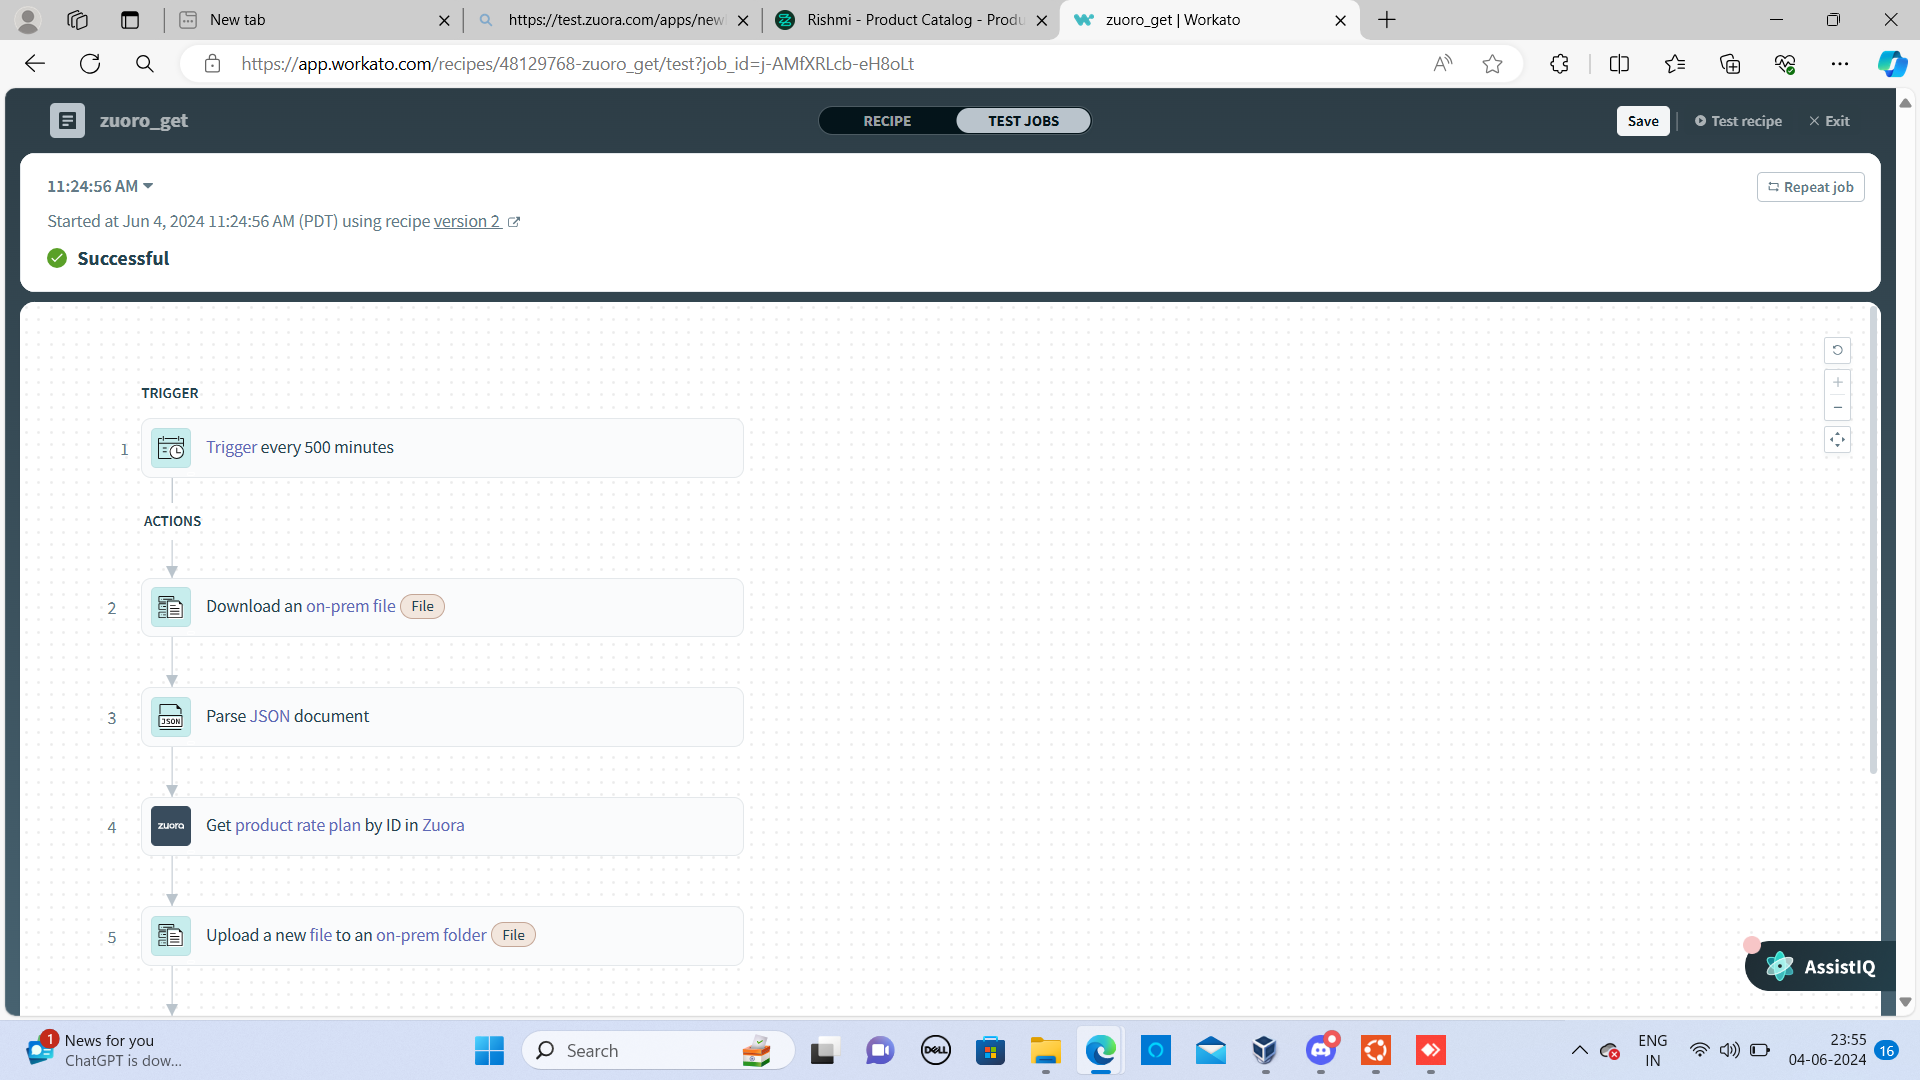 New tab
https://test.zuora.com/apps/new
Rishmi - Product Catalog - Produ
zuoro_get | Workato
https://app.workato.com/recipes/48129768-zuoro_get/test?job_id=j-AMfXRLcb-eH8oLt
zuoro_get
RECIPE
TEST JOBS
Save
Test recipe
Exit
11:24:56 AM
Repeat job
Started at Jun 4, 2024 11:24:56 AM (PDT) using recipe version 2
Successful
TRIGGER
1 Trigger every 500 minutes
ACTIONS
2 Download an on-prem file File
3 JSON Parse JSON document
4 zuora Get product rate plan by ID in Zuora
5 Upload a new file to an on-prem folder File
AssistIQ
1 News for you
ChatGPT is dow...
Search
DELL
ENG
IN
23:55
04-06-2024
16